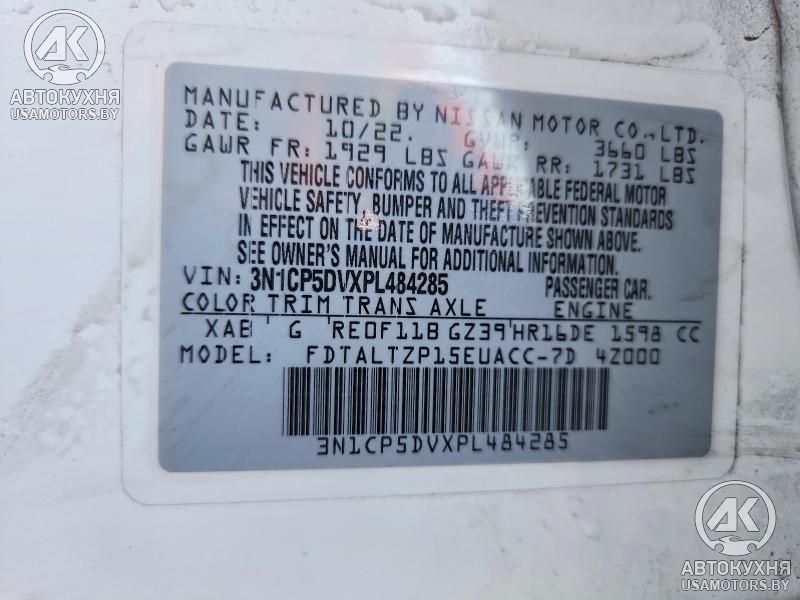 AK
АВТОКУХНЯ
USAMOTORS.BY
MANUFACTURED BY NISSAN MOTOR CO., LTD.
DATE: 10/22. GVWR: 3660 LBS
GAWR FR: 1929 LBS GAWR RR: 1731 LBS
THIS VEHICLE CONFORMS TO ALL APPLICABLE FEDERAL MOTOR
VEHICLE SAFETY, BUMPER AND THEFT PREVENTION STANDARDS
IN EFFECT ON THE DATE OF MANUFACTURE SHOWN ABOVE.
SEE OWNER'S MANUAL FOR ADDITIONAL INFORMATION.
VIN: 3N1CP5DVXPL484285 PASSENGER CAR.
COLOR TRIM TRANS AXLE ENGINE
XAB G RE0F11B GZ39 HR16DE 1598 CC
MODEL: FDTALTZP15EUACC-7D 4Z000
3N1CP5DVXPL484285
AK
АВТОКУХНЯ
USAMOTORS.BY